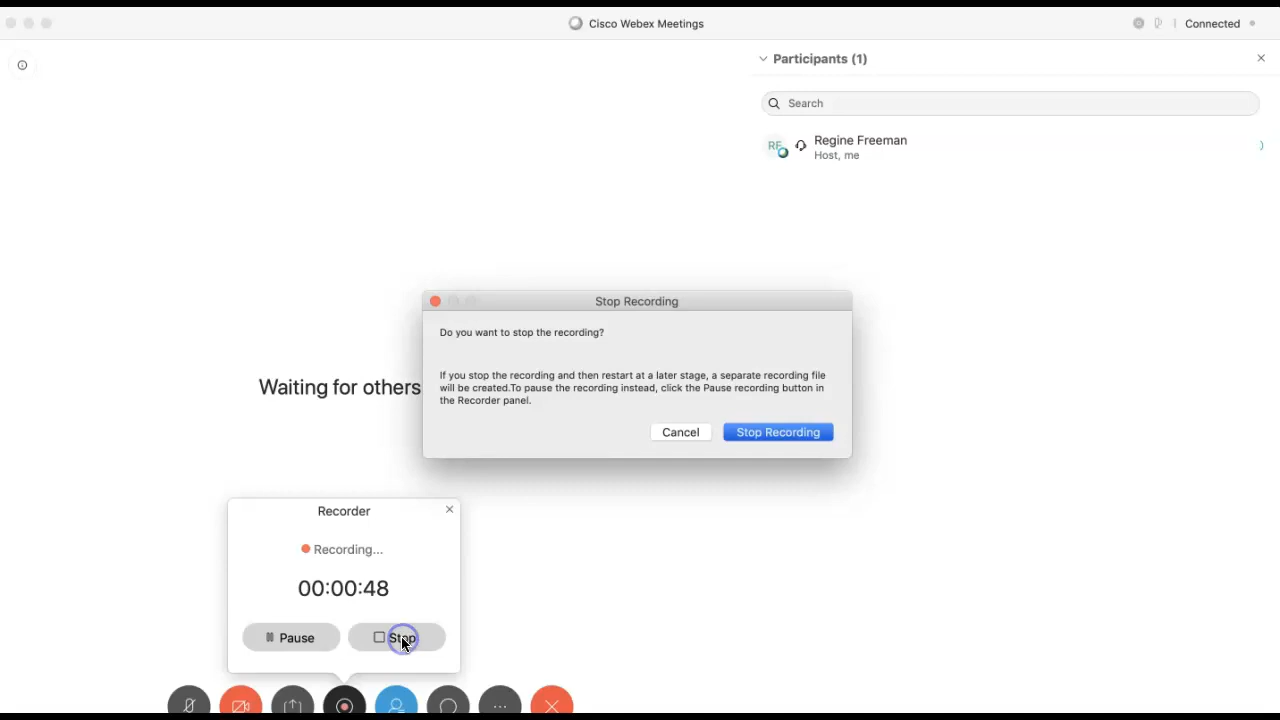 Cisco Webex Meetings
Connected
Participants (1)
Search
RF
Regine Freeman
Host, me
Stop Recording
Do you want to stop the recording?
If you stop the recording and then restart at a later stage, a separate recording file
will be created.To pause the recording instead, click the Pause recording button in
the Recorder panel.
Cancel
Stop Recording
Waiting for others
Recorder
Recording...
00:00:48
Pause
Stop